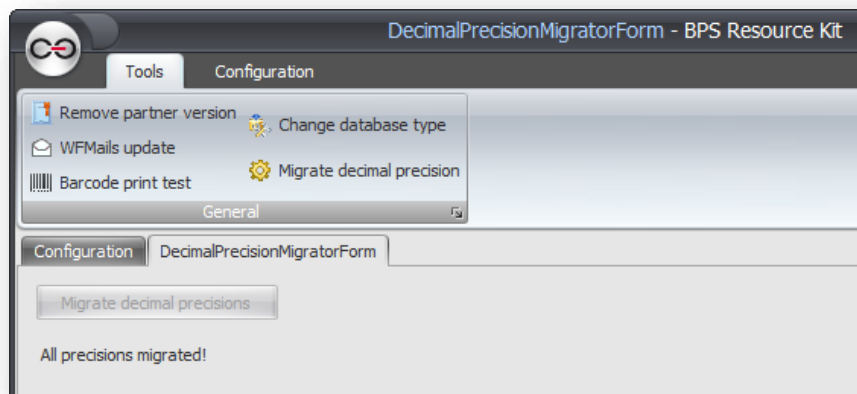 DecimalPrecisionMigratorForm - BPS Resource Kit
Tools Configuration
Remove partner version
WFMails update
Barcode print test
Change database type
Migrate decimal precision
General
Configuration DecimalPrecisionMigratorForm
Migrate decimal precisions
All precisions migrated!